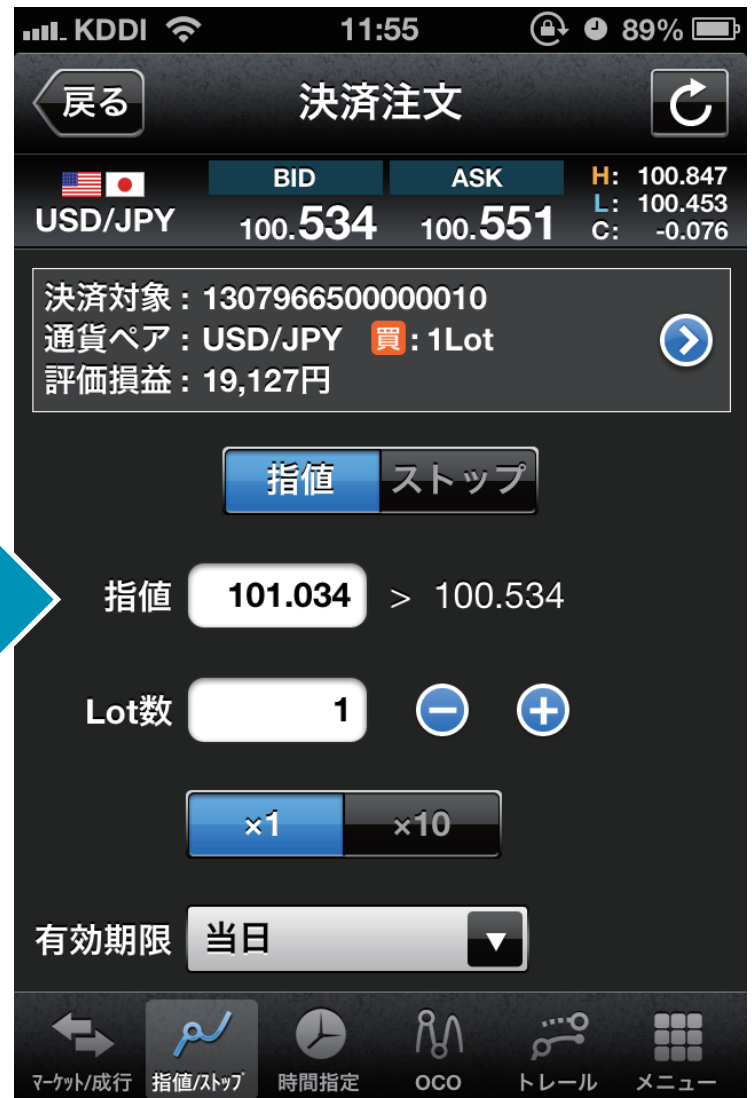 KDDI 11:55 89%
戻る 決済注文
BID ASK H: 100.847
USD/JPY 100.534 100.551 L: 100.453
C: -0.076
決済対象 : 1307966500000010
通貨ペア : USD/JPY 買 : 1Lot
評価損益 : 19,127円
指値 ストップ
指値 101.034 > 100.534
Lot数 1
×1 ×10
有効期限 当日
マーケット/成行 指値/ストップ 時間指定 OCO トレール メニュー